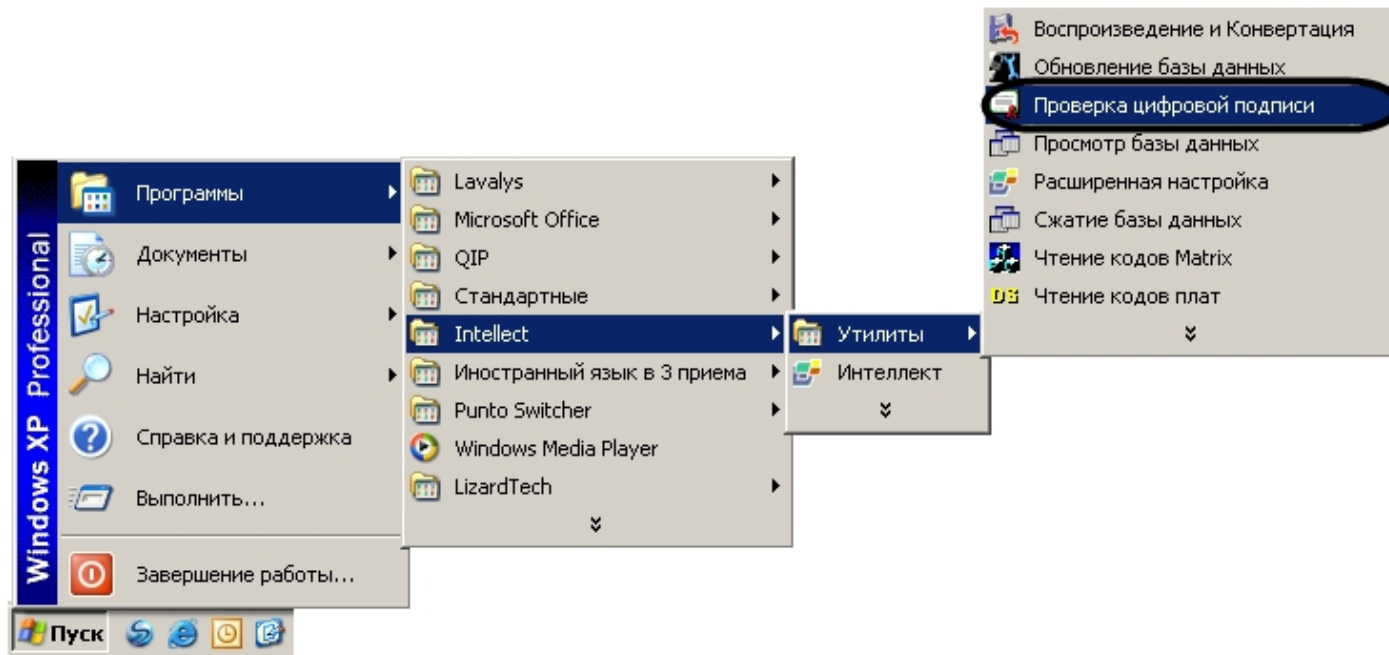 Windows XP Professional
Программы
Документы
Настройка
Найти
Справка и поддержка
Выполнить...
Завершение работы...
Пуск
Lavalys
Microsoft Office
QIP
Стандартные
Intellect
Иностранный язык в 3 приема
Punto Switcher
Windows Media Player
LizardTech
Утилиты
Интеллект
Воспроизведение и Конвертация
Обновление базы данных
Проверка цифровой подписи
Просмотр базы данных
Расширенная настройка
Сжатие базы данных
Чтение кодов Matrix
Чтение кодов плат